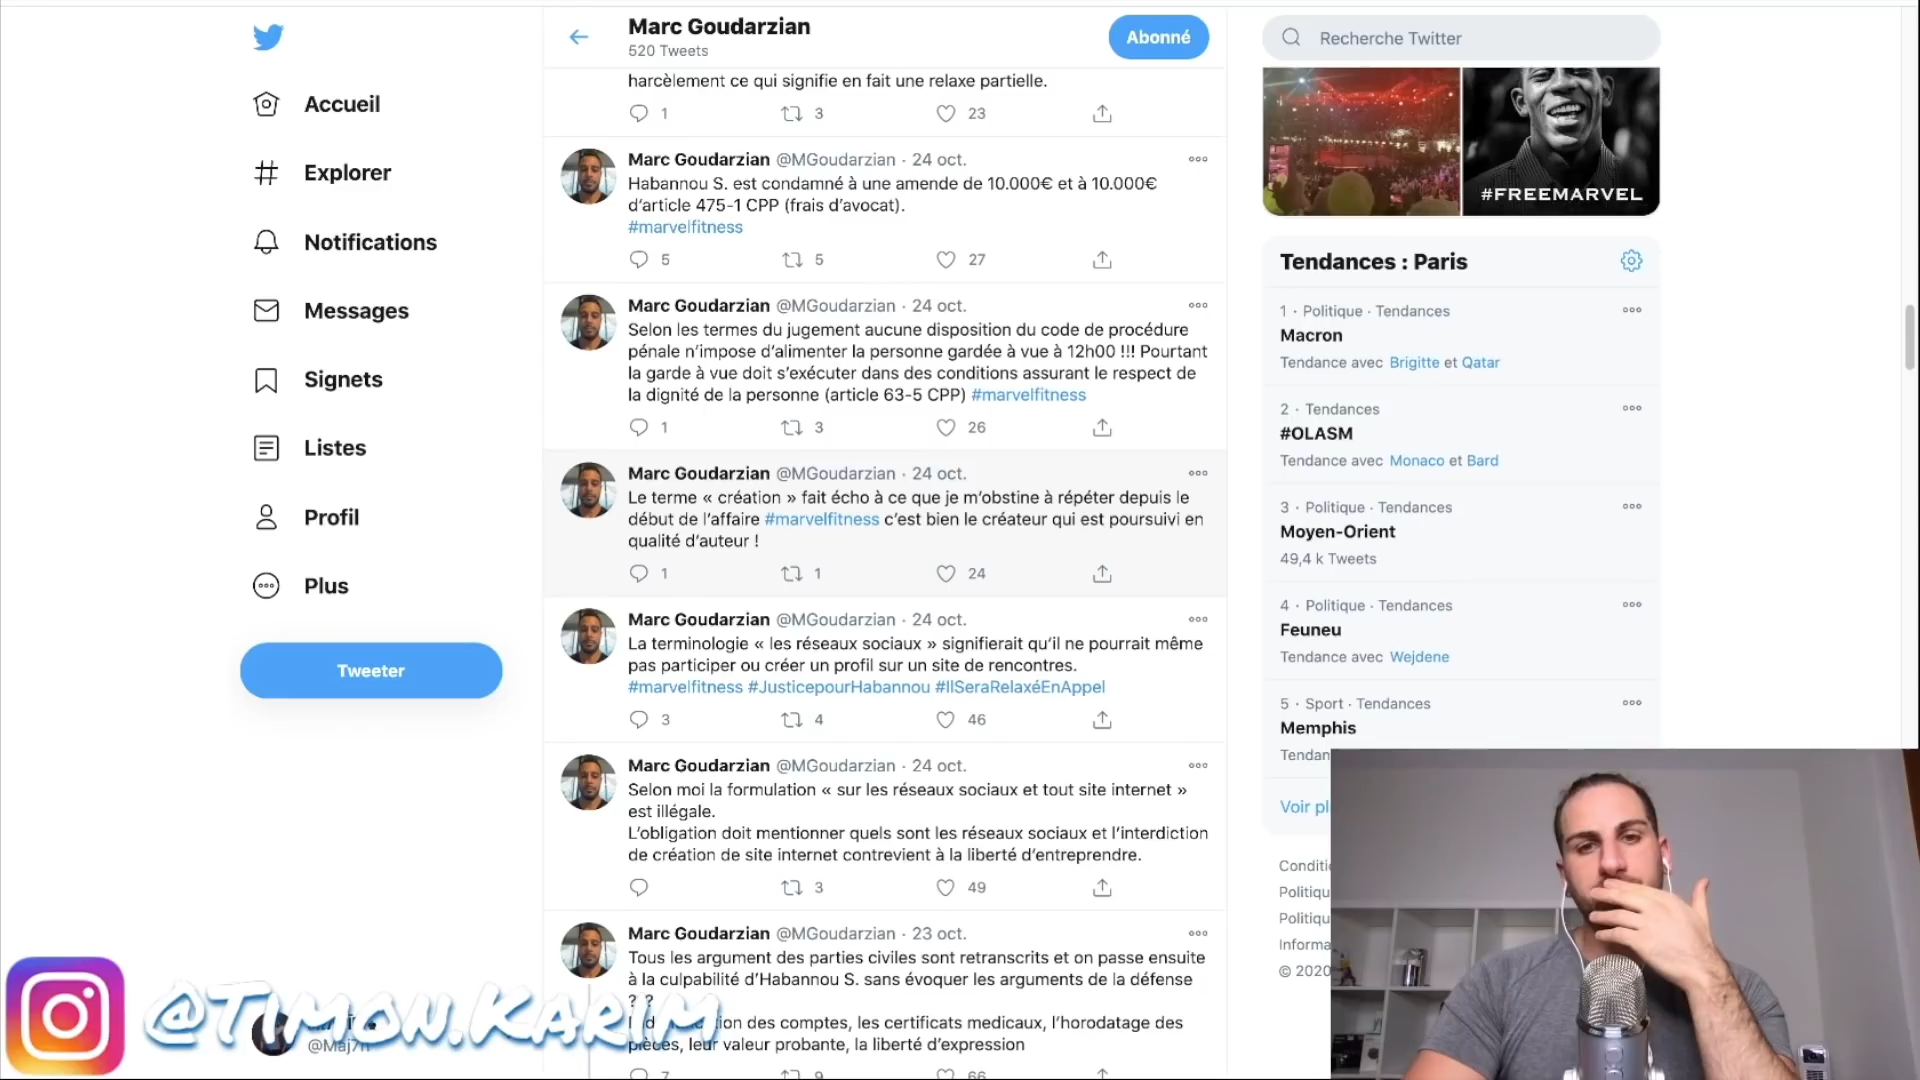 Accueil
Explorer
Notifications
Messages
Signets
Listes
Profil
Plus
Tweeter
@TIMON.KARIM
Marc Goudarzian
520 Tweets
Abonné
harcèlement ce qui signifie en fait une relaxe partielle.
1 3 23
Marc Goudarzian @MGoudarzian · 24 oct.
Habannou S. est condamné à une amende de 10.000€ et à 10.000€
d'article 475-1 CPP (frais d'avocat).
#marvelfitness
5 5 27
Marc Goudarzian @MGoudarzian · 24 oct.
Selon les termes du jugement aucune disposition du code de procédure
pénale n'impose d'alimenter la personne gardée à vue à 12h00 !!! Pourtant
la garde à vue doit s'exécuter dans des conditions assurant le respect de
la dignité de la personne (article 63-5 CPP) #marvelfitness
1 3 26
Marc Goudarzian @MGoudarzian · 24 oct.
Le terme « création » fait écho à ce que je m'obstine à répéter depuis le
début de l'affaire #marvelfitness c'est bien le créateur qui est poursuivi en
qualité d'auteur !
1 1 24
Marc Goudarzian @MGoudarzian · 24 oct.
La terminologie « les réseaux sociaux » signifierait qu'il ne pourrait même
pas participer ou créer un profil sur un site de rencontres.
#marvelfitness #JusticepourHabannou #IlSeraRelaxéEnAppel
3 4 46
Marc Goudarzian @MGoudarzian · 24 oct.
Selon moi la formulation « sur les réseaux sociaux et tout site internet »
est illégale.
L'obligation doit mentionner quels sont les réseaux sociaux et l'interdiction
de création de site internet contrevient à la liberté d'entreprendre.
3 49
Marc Goudarzian @MGoudarzian · 23 oct.
Tous les argument des parties civiles sont retranscrits et on passe ensuite
à la culpabilité d'Habannou S. sans évoquer les arguments de la défense
? ?
des comptes, les certificats medicaux, l'horodatage des
pièces, leur valeur probante, la liberté d'expression
7 9 66
Recherche Twitter
#FREEMARVEL
Tendances : Paris
1 · Politique · Tendances
Macron
Tendance avec Brigitte et Qatar
2 · Tendances
#OLASM
Tendance avec Monaco et Bard
3 · Politique · Tendances
Moyen-Orient
49,4 k Tweets
4 · Politique · Tendances
Feuneu
Tendance avec Wejdene
5 · Sport · Tendances
Memphis
Tendan
Voir pl
Conditi
Politiqu
Politiqu
Informa
© 2020